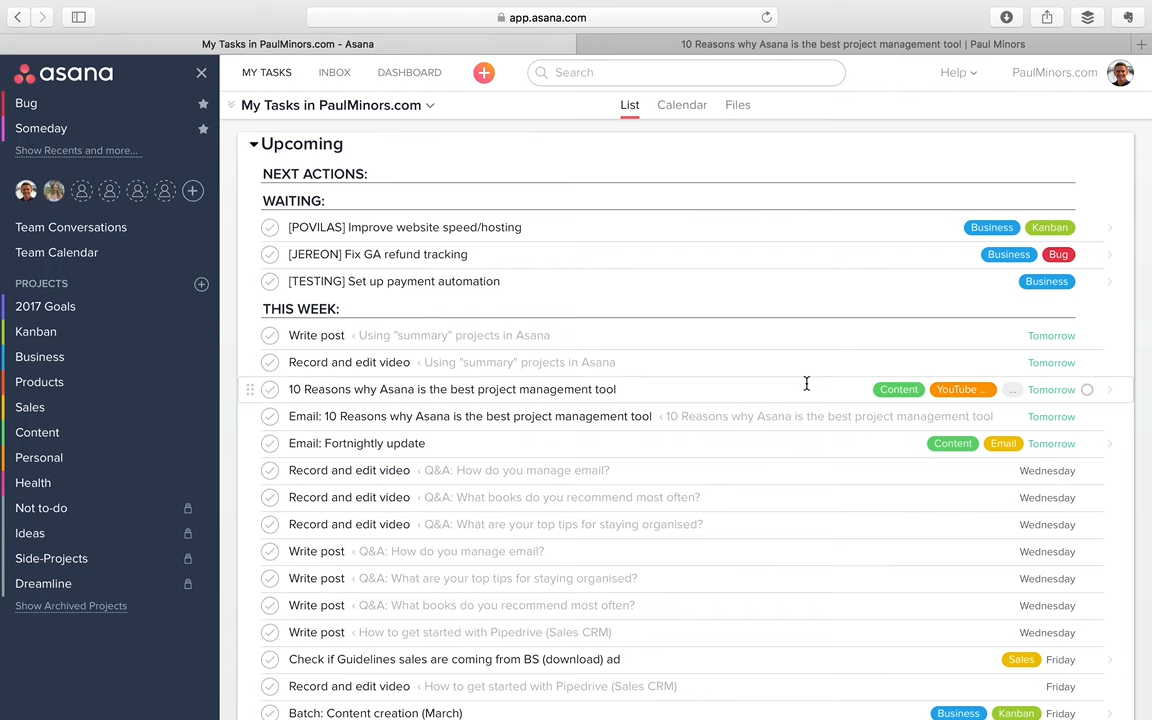 app.asana.com
My Tasks in PaulMinors.com - Asana
10 Reasons why Asana is the best project management tool | Paul Minors
asana
MY TASKS INBOX DASHBOARD Search Help PaulMinors.com
Bug
Someday
Show Recents and more...
Team Conversations
Team Calendar
PROJECTS
2017 Goals
Kanban
Business
Products
Sales
Content
Personal
Health
Not to-do
Ideas
Side-Projects
Dreamline
Show Archived Projects
My Tasks in PaulMinors.com List Calendar Files
Upcoming
NEXT ACTIONS:
WAITING:
[POVILAS] Improve website speed/hosting Business Kanban
[JEREON] Fix GA refund tracking Business Bug
[TESTING] Set up payment automation Business
THIS WEEK:
Write post ‹ Using "summary" projects in Asana Tomorrow
Record and edit video ‹ Using "summary" projects in Asana Tomorrow
10 Reasons why Asana is the best project management tool Content YouTube ... ... Tomorrow
Email: 10 Reasons why Asana is the best project management tool ‹ 10 Reasons why Asana is the best project management tool Tomorrow
Email: Fortnightly update Content Email Tomorrow
Record and edit video ‹ Q&A: How do you manage email? Wednesday
Record and edit video ‹ Q&A: What books do you recommend most often? Wednesday
Record and edit video ‹ Q&A: What are your top tips for staying organised? Wednesday
Write post ‹ Q&A: How do you manage email? Wednesday
Write post ‹ Q&A: What are your top tips for staying organised? Wednesday
Write post ‹ Q&A: What books do you recommend most often? Wednesday
Write post ‹ How to get started with Pipedrive (Sales CRM) Wednesday
Check if Guidelines sales are coming from BS (download) ad Sales Friday
Record and edit video ‹ How to get started with Pipedrive (Sales CRM) Friday
Batch: Content creation (March) Business Kanban Friday